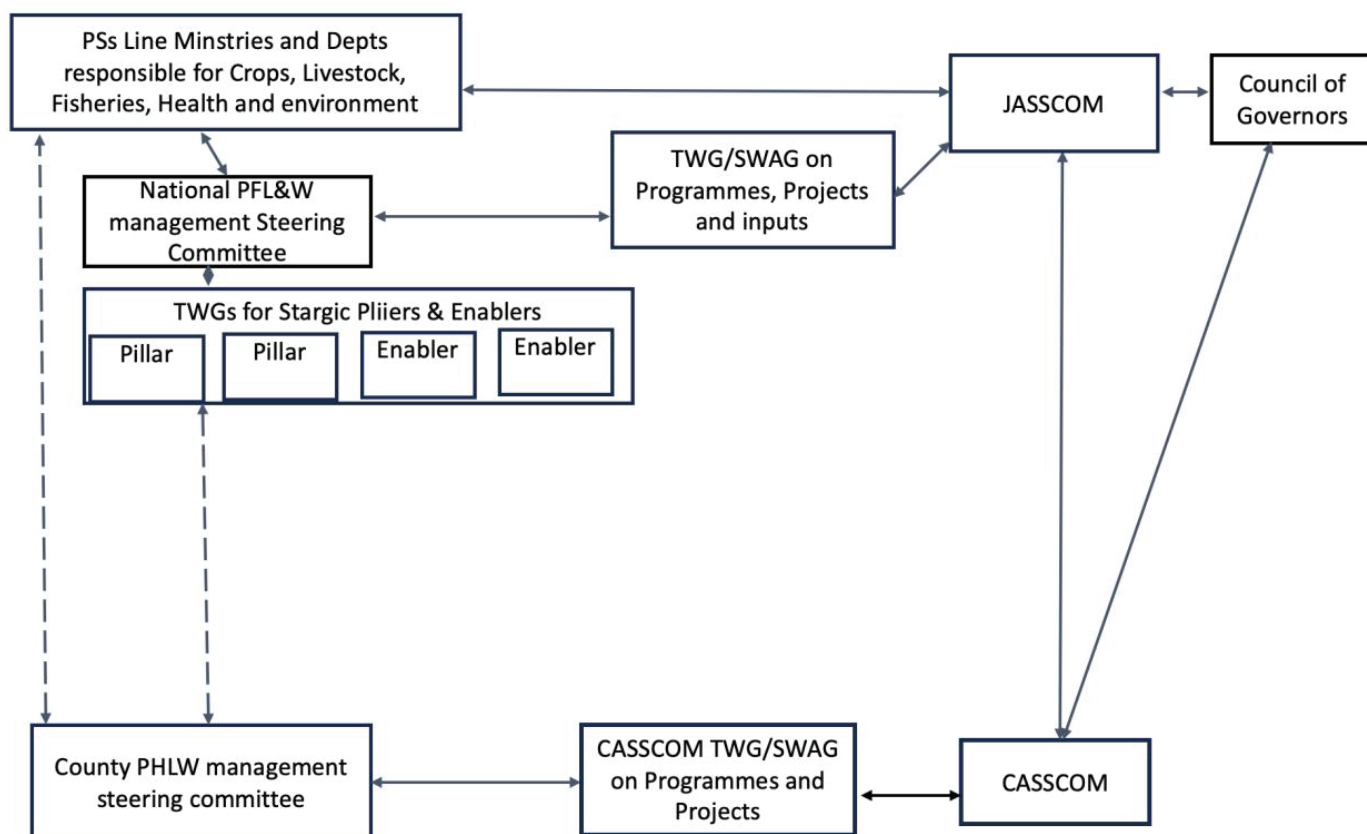 PSs Line Minstries and Depts
responsible for Crops, Livestock,
Fisheries, Health and environment
JASSCOM
Council of
Governors
TWG/SWAG on
Programmes, Projects
and inputs
National PFL&W
management Steering
Committee
TWGs for Stargic Pliiers & Enablers
Pillar
Pillar
Enabler
Enabler
County PHLW management
steering committee
CASSCOM TWG/SWAG
on Programmes and
Projects
CASSCOM